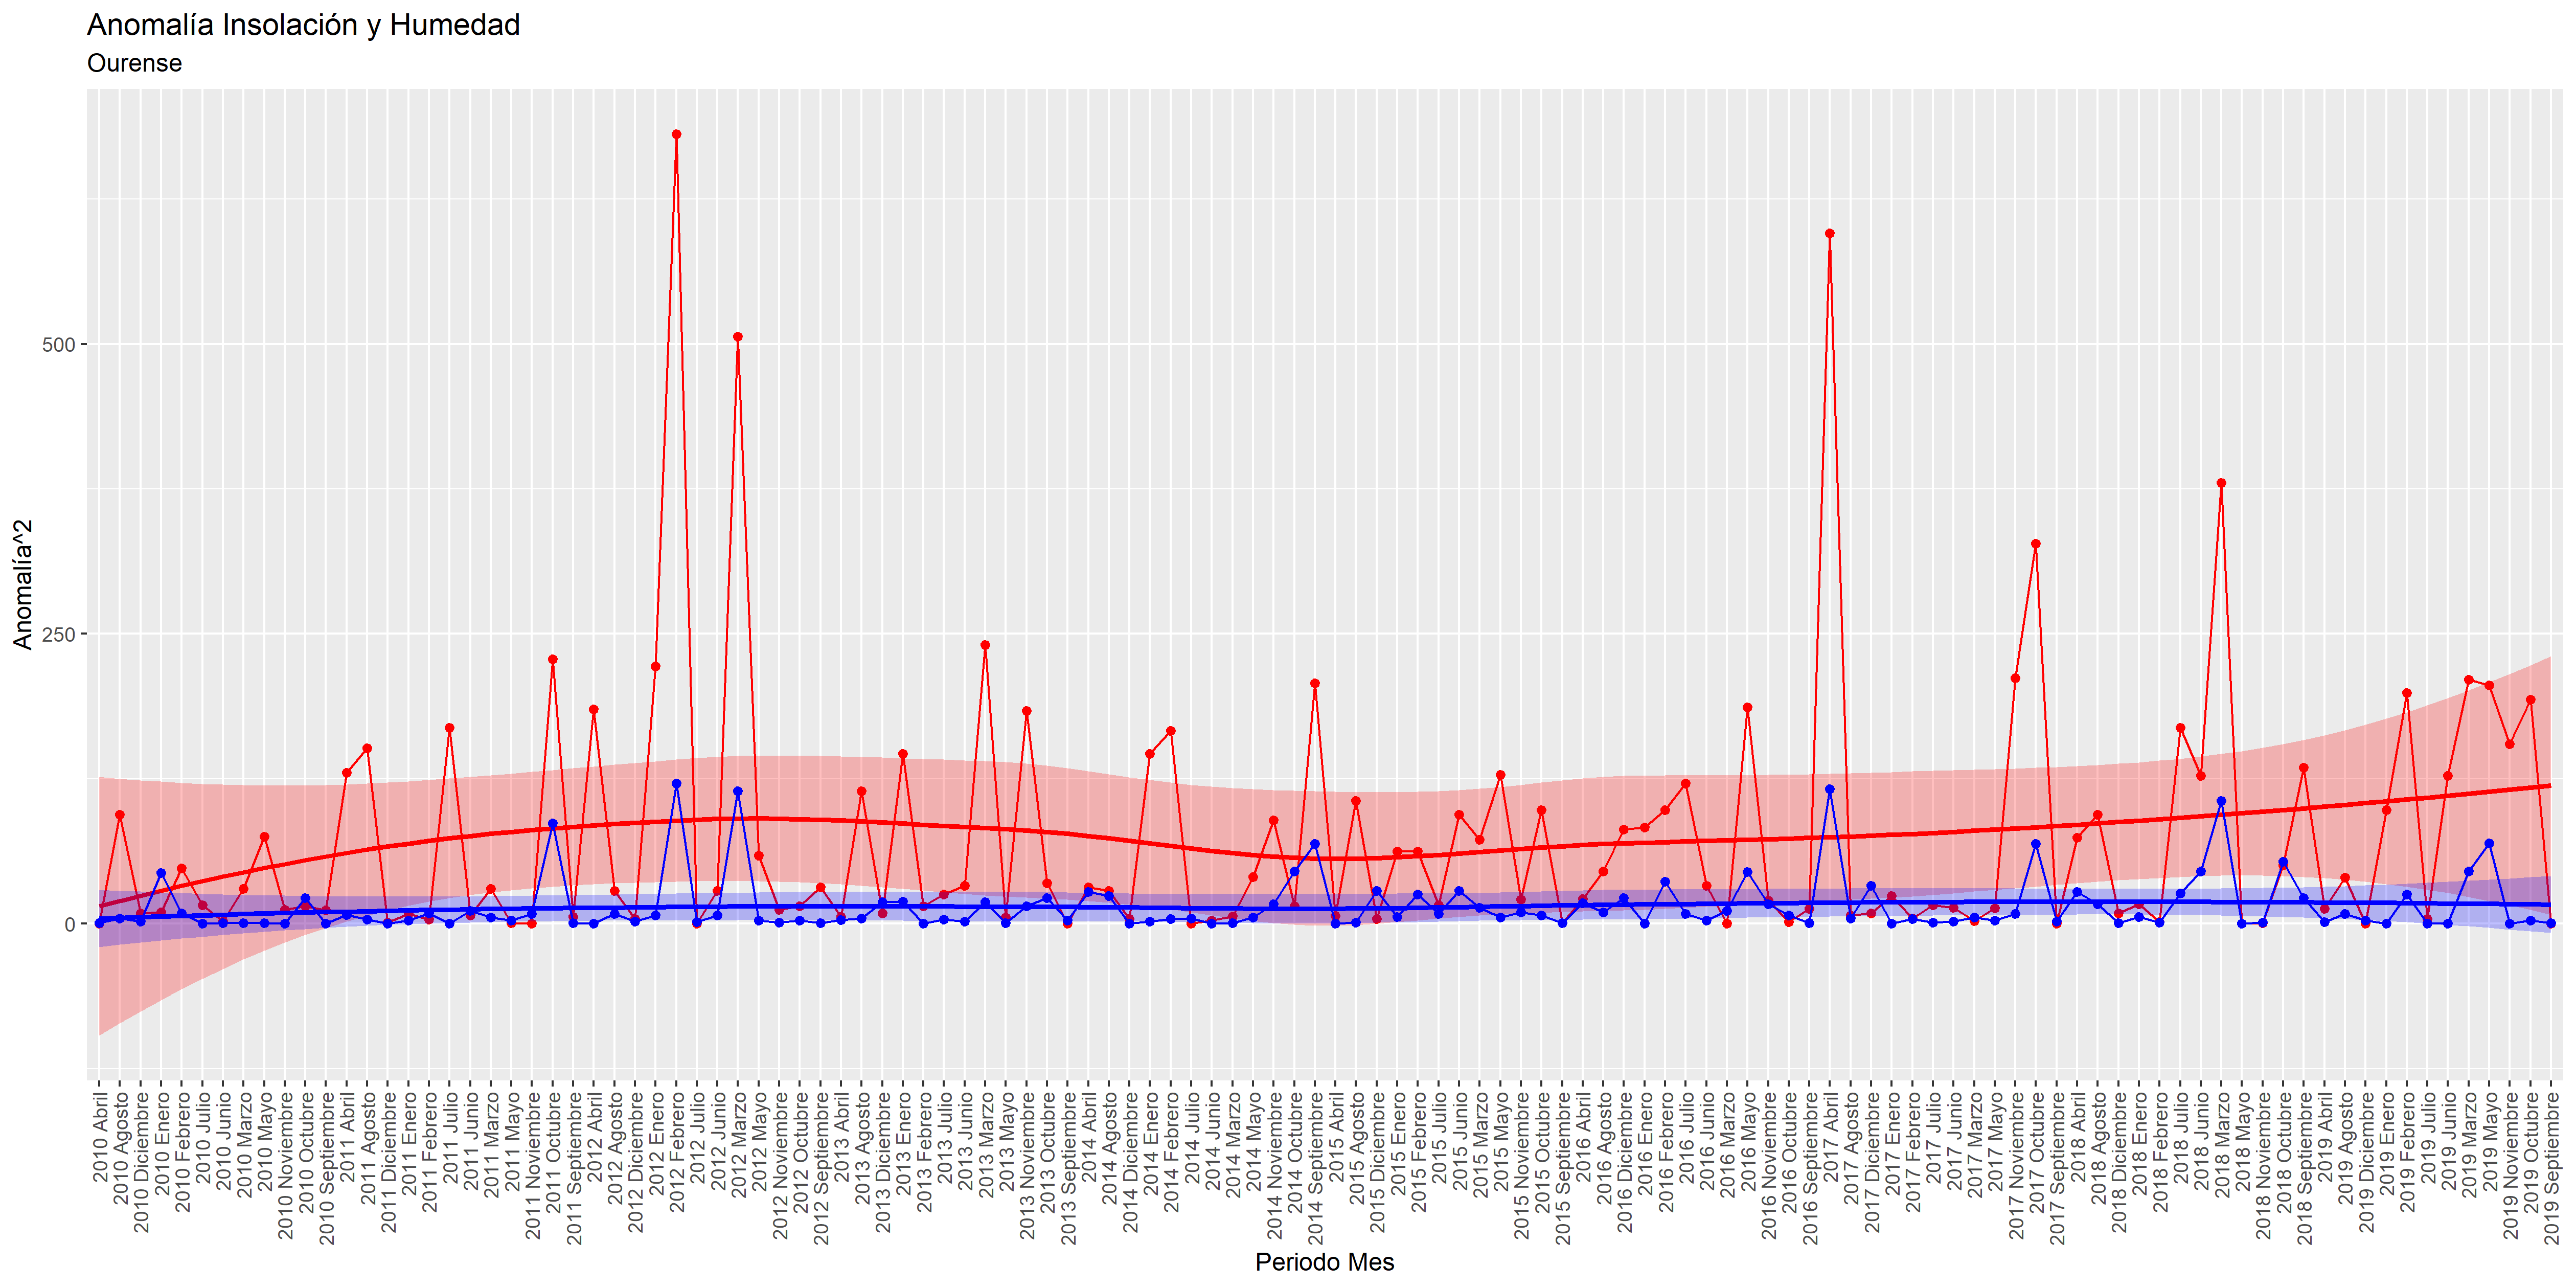 Anomalía Insolación y Humedad
Ourense
Anomalía^2
500
250
0
2010 Abril
2010 Agosto
2010 Diciembre
2010 Enero
2010 Febrero
2010 Julio
2010 Junio
2010 Marzo
2010 Mayo
2010 Noviembre
2010 Octubre
2010 Septiembre
2011 Abril
2011 Agosto
2011 Diciembre
2011 Enero
2011 Febrero
2011 Julio
2011 Junio
2011 Marzo
2011 Mayo
2011 Noviembre
2011 Octubre
2011 Septiembre
2012 Abril
2012 Agosto
2012 Diciembre
2012 Enero
2012 Febrero
2012 Julio
2012 Junio
2012 Marzo
2012 Mayo
2012 Noviembre
2012 Octubre
2012 Septiembre
2013 Abril
2013 Agosto
2013 Diciembre
2013 Enero
2013 Febrero
2013 Julio
2013 Junio
2013 Marzo
2013 Mayo
2013 Noviembre
2013 Octubre
2013 Septiembre
2014 Abril
2014 Agosto
2014 Diciembre
2014 Enero
2014 Febrero
2014 Julio
2014 Junio
2014 Marzo
2014 Mayo
2014 Noviembre
2014 Octubre
2014 Septiembre
2015 Abril
2015 Agosto
2015 Diciembre
2015 Enero
2015 Febrero
2015 Julio
2015 Junio
2015 Marzo
2015 Mayo
2015 Noviembre
2015 Octubre
2015 Septiembre
2016 Abril
2016 Agosto
2016 Diciembre
2016 Enero
2016 Febrero
2016 Julio
2016 Junio
2016 Marzo
2016 Mayo
2016 Noviembre
2016 Octubre
2016 Septiembre
2017 Abril
2017 Agosto
2017 Diciembre
2017 Enero
2017 Febrero
2017 Julio
2017 Junio
2017 Marzo
2017 Mayo
2017 Noviembre
2017 Octubre
2017 Septiembre
2018 Abril
2018 Agosto
2018 Diciembre
2018 Enero
2018 Febrero
2018 Julio
2018 Junio
2018 Marzo
2018 Mayo
2018 Noviembre
2018 Octubre
2018 Septiembre
2019 Abril
2019 Agosto
2019 Diciembre
2019 Enero
2019 Febrero
2019 Julio
2019 Junio
2019 Marzo
2019 Mayo
2019 Noviembre
2019 Octubre
2019 Septiembre
Periodo Mes